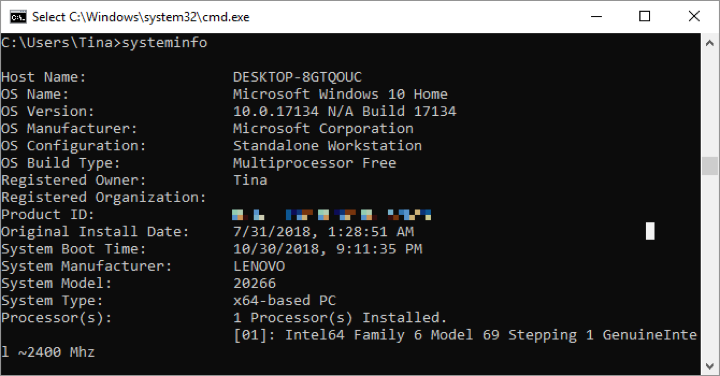 Select C:\Windows\system32\cmd.exe
C:\Users\Tina>systeminfo
Host Name: DESKTOP-8GTQOUC
OS Name: Microsoft Windows 10 Home
OS Version: 10.0.17134 N/A Build 17134
OS Manufacturer: Microsoft Corporation
OS Configuration: Standalone Workstation
OS Build Type: Multiprocessor Free
Registered Owner: Tina
Registered Organization:
Product ID:
Original Install Date: 7/31/2018, 1:28:51 AM
System Boot Time: 10/30/2018, 9:11:35 PM
System Manufacturer: LENOVO
System Model: 20266
System Type: x64-based PC
Processor(s): 1 Processor(s) Installed.
[01]: Intel64 Family 6 Model 69 Stepping 1 GenuineInte
l ~2400 Mhz